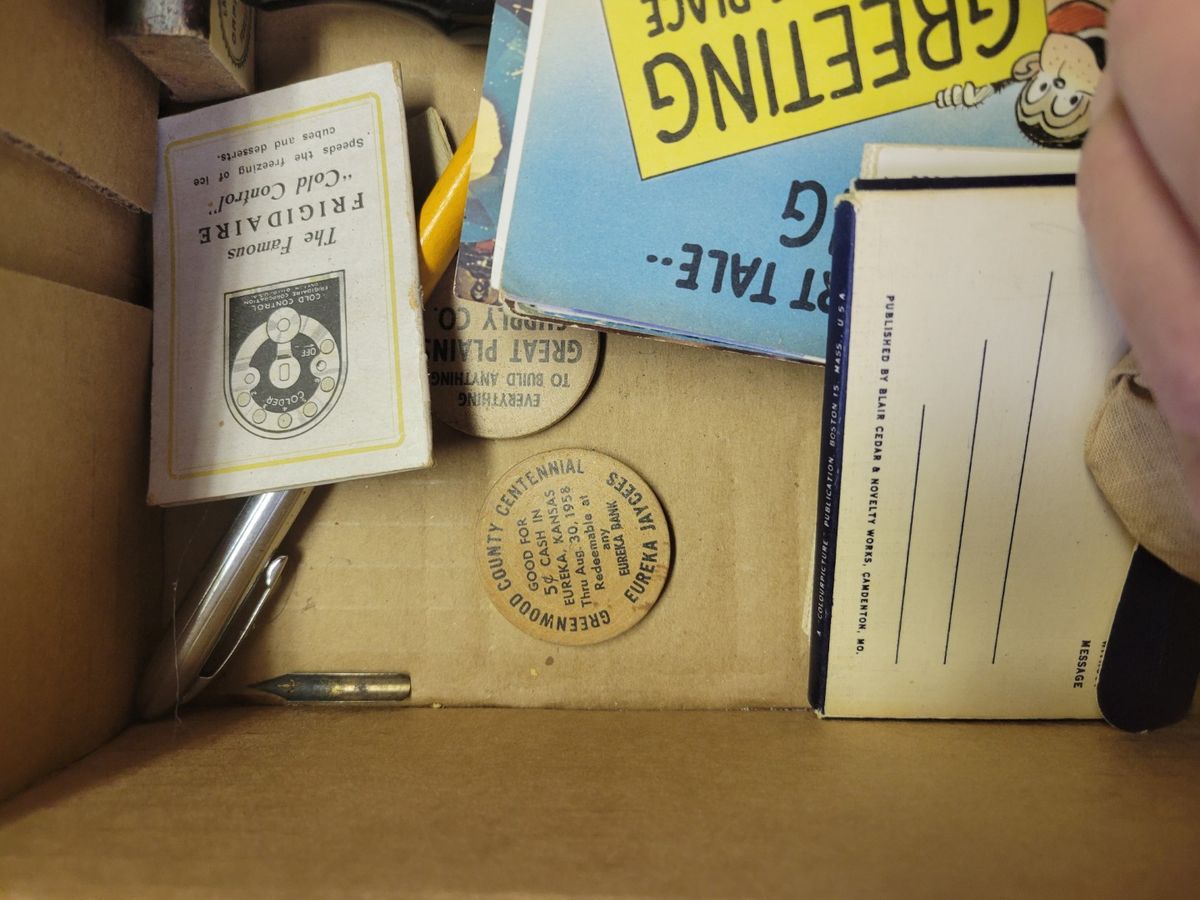 The Famous
FRIGIDAIRE
"Cold Control"
Speeds the freezing of ice
cubes and desserts.
COLDER
OFF
COLD CONTROL
FRIGIDAIRE CORPORATION
EVERYTHING
TO BUILD ANYTHING
GREAT PLAINS
SUPPLY CO.
GREENWOOD COUNTY CENTENNIAL
GOOD FOR
5¢ CASH IN
EUREKA, KANSAS
Thru Aug. 30, 1958
Redeemable at
any
EUREKA BANK
EUREKA JAYCEES
RT TALE..
G
GREETING
PLACE
A COLOURPICTURE PUBLICATION, BOSTON 15, MASS., U S A
PUBLISHED BY BLAIR CEDAR & NOVELTY WORKS, CAMDENTON, MO.
MESSAGE